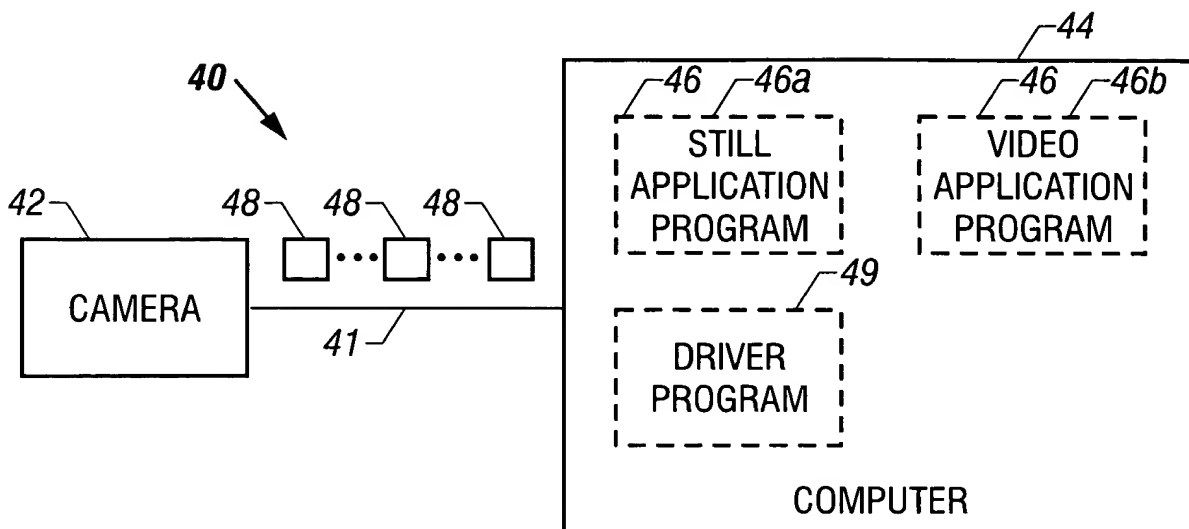 44
40
46 46a
46 46b
STILL
APPLICATION
PROGRAM
VIDEO
APPLICATION
PROGRAM
42
48 48 48
CAMERA
41
49
DRIVER
PROGRAM
COMPUTER